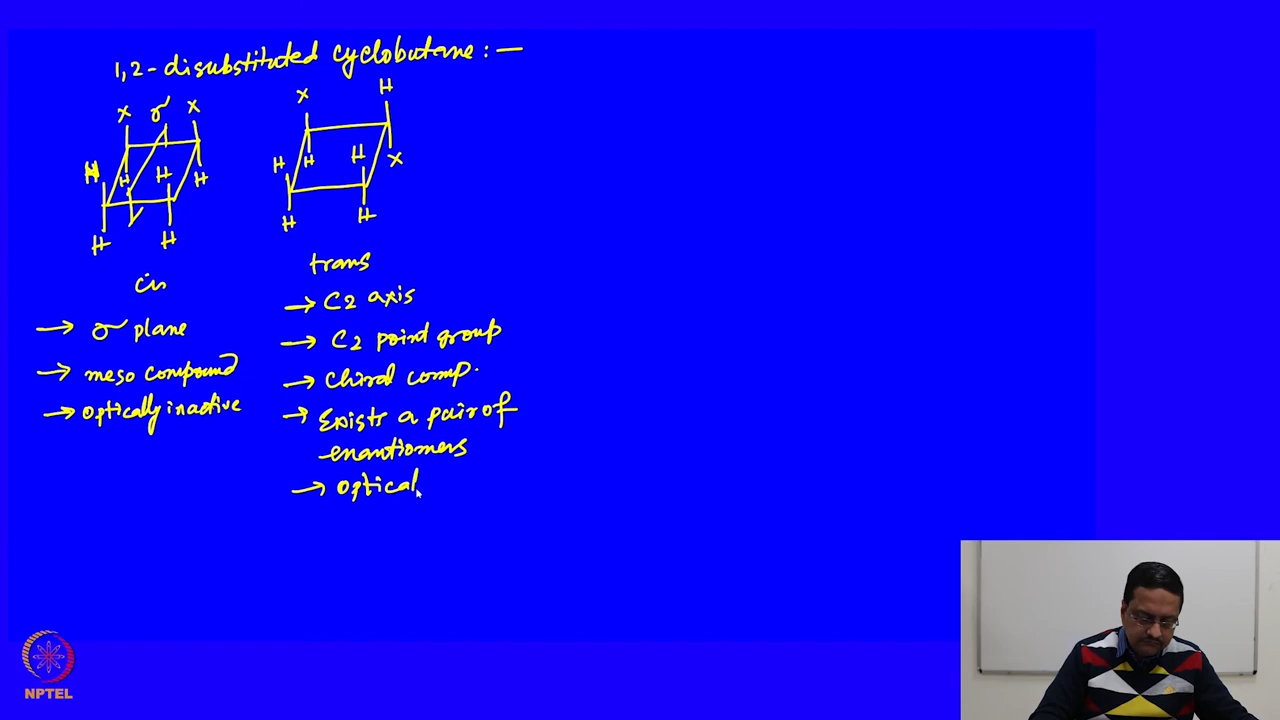 1,2-disubstituted cyclobutane:—
X σ X
H H H H
H H
X H
H H H X
H H
cis
→ σ plane
→ meso compound
→ optically inactive
trans
→ C2 axis
→ C2 point group
→ chiral comp.
→ Exists a pair of
enantiomers
→ optical
NPTEL